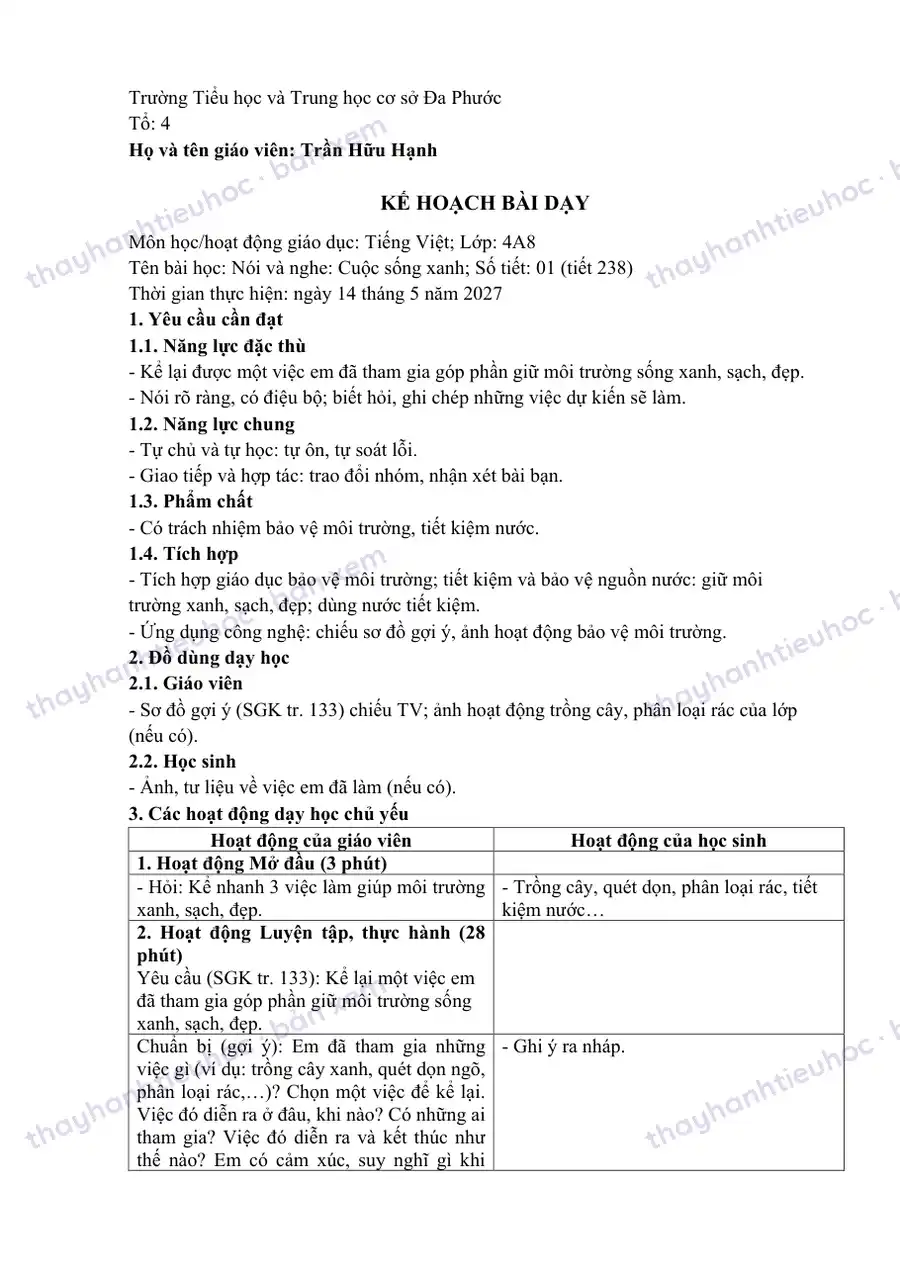 Trường Tiểu học và Trung học cơ sở Đa Phước
Tổ: 4
Họ và tên giáo viên: Trần Hữu Hạnh
KẾ HOẠCH BÀI DẠY
Môn học/hoạt động giáo dục: Tiếng Việt; Lớp: 4A8
Tên bài học: Nói và nghe: Cuộc sống xanh; Số tiết: 01 (tiết 238)
Thời gian thực hiện: ngày 14 tháng 5 năm 2027
1. Yêu cầu cần đạt
1.1. Năng lực đặc thù
- Kể lại được một việc em đã tham gia góp phần giữ môi trường sống xanh, sạch, đẹp.
- Nói rõ ràng, có điệu bộ; biết hỏi, ghi chép những việc dự kiến sẽ làm.
1.2. Năng lực chung
- Tự chủ và tự học: tự ôn, tự soát lỗi.
- Giao tiếp và hợp tác: trao đổi nhóm, nhận xét bài bạn.
1.3. Phẩm chất
- Có trách nhiệm bảo vệ môi trường, tiết kiệm nước.
1.4. Tích hợp
- Tích hợp giáo dục bảo vệ môi trường; tiết kiệm và bảo vệ nguồn nước: giữ môi
trường xanh, sạch, đẹp; dùng nước tiết kiệm.
- Ứng dụng công nghệ: chiếu sơ đồ gợi ý, ảnh hoạt động bảo vệ môi trường.
2. Đồ dùng dạy học
2.1. Giáo viên
- Sơ đồ gợi ý (SGK tr. 133) chiếu TV; ảnh hoạt động trồng cây, phân loại rác của lớp
(nếu có).
2.2. Học sinh
- Ảnh, tư liệu về việc em đã làm (nếu có).
3. Các hoạt động dạy học chủ yếu
Hoạt động của giáo viên
Hoạt động của học sinh
1. Hoạt động Mở đầu (3 phút)
- Hỏi: Kể nhanh 3 việc làm giúp môi trường
xanh, sạch, đẹp.
- Trồng cây, quét dọn, phân loại rác, tiết
kiệm nước…
2. Hoạt động Luyện tập, thực hành (28
phút)
Yêu cầu (SGK tr. 133): Kể lại một việc em
đã tham gia góp phần giữ môi trường sống
xanh, sạch, đẹp.
Chuẩn bị (gợi ý): Em đã tham gia những
việc gì (ví dụ: trồng cây xanh, quét dọn ngõ,
phân loại rác,…)? Chọn một việc để kể lại.
Việc đó diễn ra ở đâu, khi nào? Có những ai
tham gia? Việc đó diễn ra và kết thúc như
thế nào? Em có cảm xúc, suy nghĩ gì khi
- Ghi ý ra nháp.
thayhanhtieuhoc · bản xem
thayhanhtieuhoc · b
thayhanhtieuhoc · bản xem
thayhanhtieuhoc · b
thayhanhtieuhoc · bản xem
thayhanhtieuhoc · b